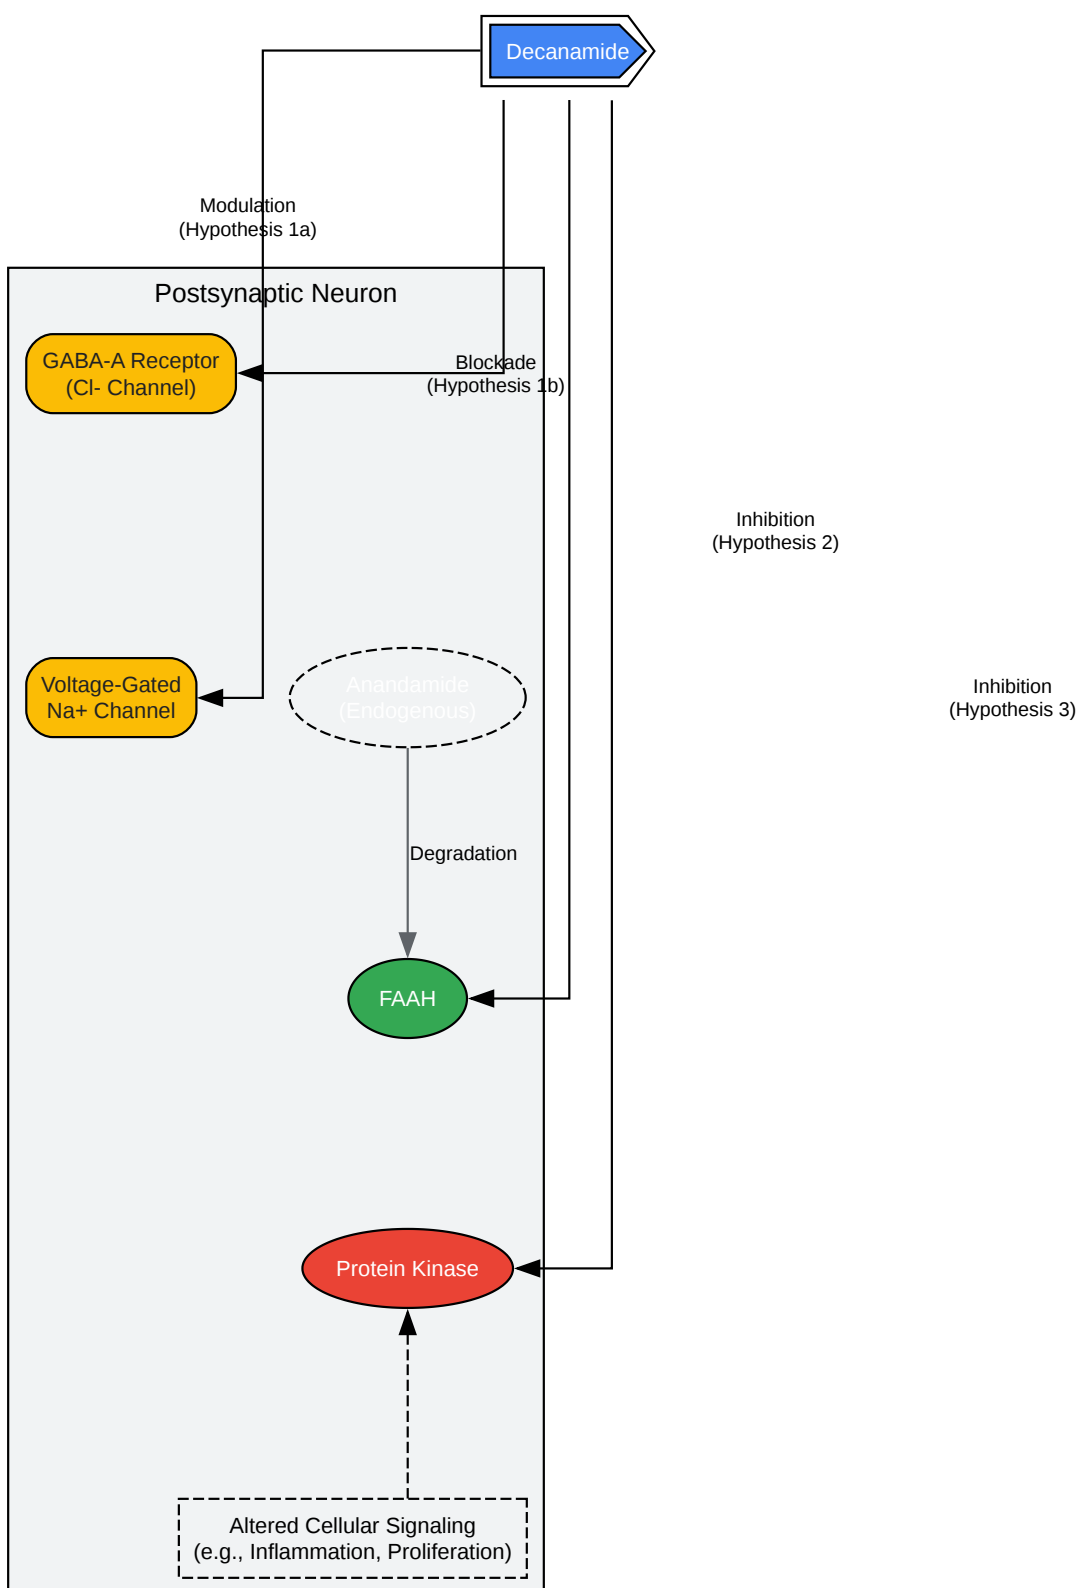 Decanamide
Modulation
(Hypothesis 1a)
Postsynaptic Neuron
GABA-A Receptor
(Cl- Channel)
Blockade
(Hypothesis 1b)
Inhibition
(Hypothesis 2)
Voltage-Gated
Na+ Channel
Anandamide
(Endogenous)
Inhibition
(Hypothesis 3)
Degradation
FAAH
Protein Kinase
Altered Cellular Signaling
(e.g., Inflammation, Proliferation)